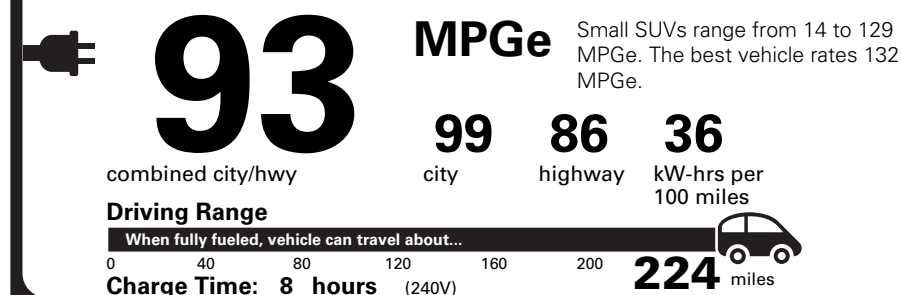 93
MPGe
Small SUVs range from 14 to 129
MPGe. The best vehicle rates 132
MPGe.
combined city/hwy
99
city
86
highway
36
kW-hrs per
100 miles
Driving Range
When fully fueled, vehicle can travel about...
0 40 80 120 160 200 224 miles
Charge Time: 8 hours (240V)